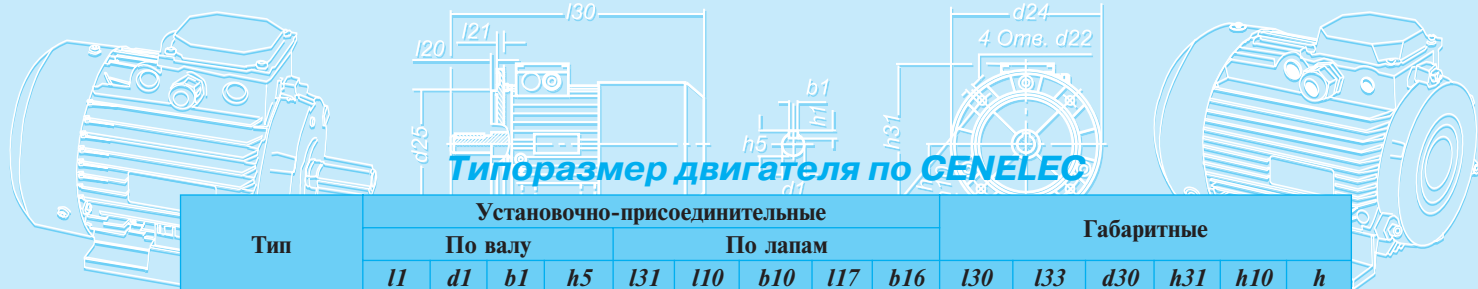 l30
d24
l21
4 Отв. d22
l20
b1
h1
d25
h31
h5
d1
Типоразмер двигателя по CENELEC
Тип
Установочно-присоединительные
Габаритные
По валу
По лапам
l1 d1 b1 h5 l31 l10 b10 l17 b16 l30 l33 d30 h31 h10 h